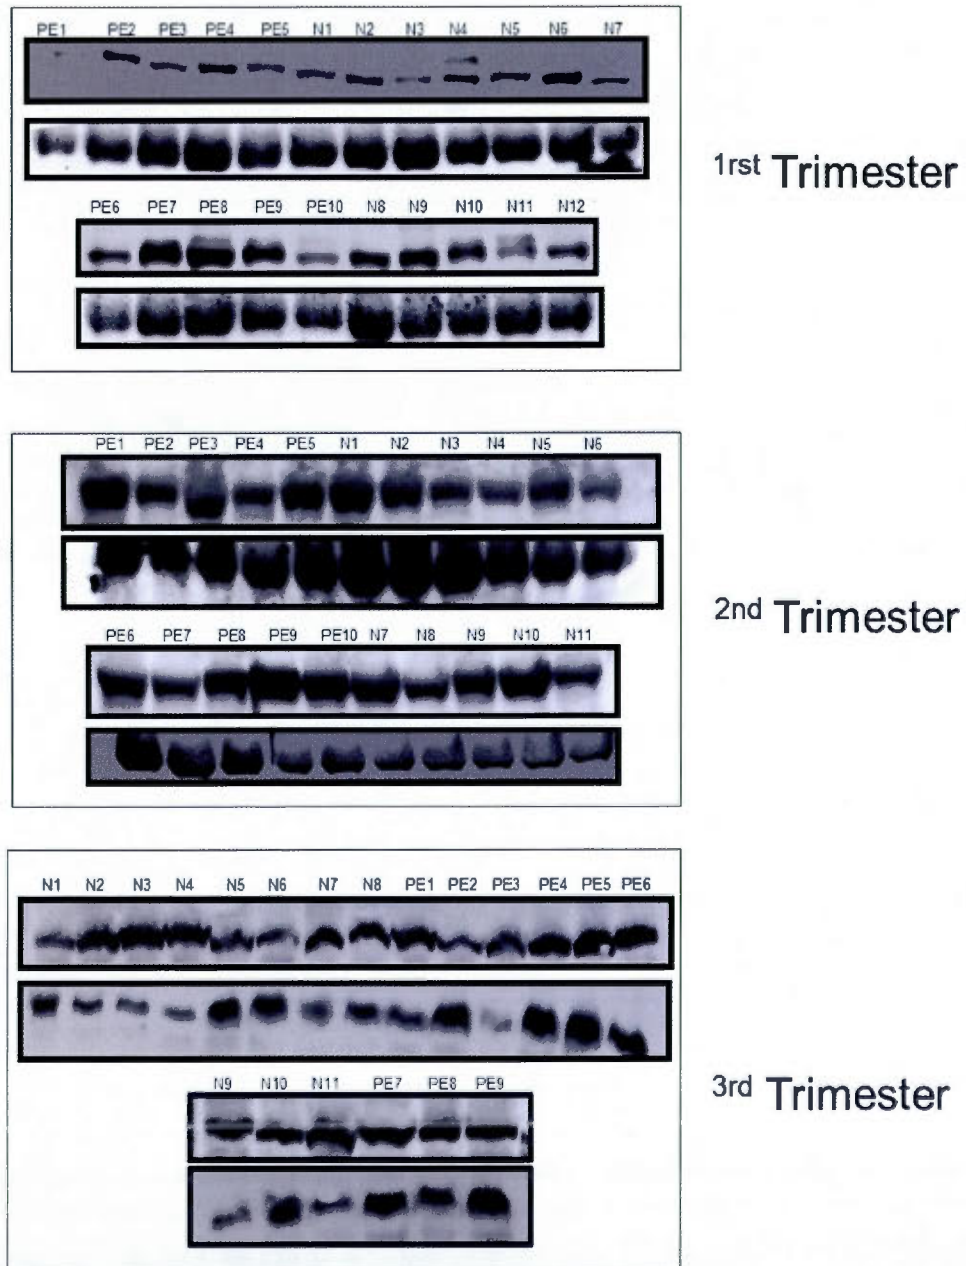 PE1 PE2 PE3 PE4 PE5 N1 N2 N3 N4 N5 N6 N7
1rst Trimester
PE6 PE7 PE8 PE9 PE10 N8 N9 N10 N11 N12
PE1 PE2 PE3 PE4 PE5 N1 N2 N3 N4 N5 N6
2nd Trimester
PE6 PE7 PE8 PE9 PE10 N7 N8 N9 N10 N11
N1 N2 N3 N4 N5 N6 N7 N8 PE1 PE2 PE3 PE4 PE5 PE6
3rd Trimester
N9 N10 N11 PE7 PE8 PE9